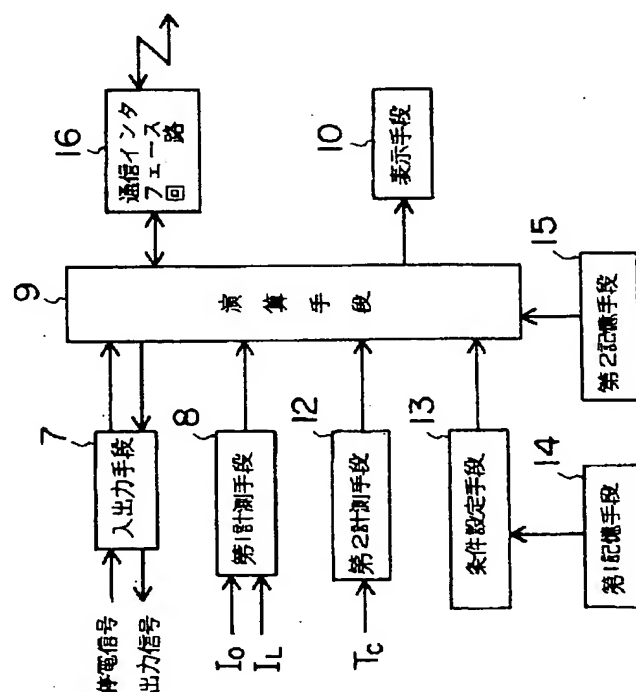 16
通信インタ
フェース
回路
9
演算手段
10
表示手段
15
第2記憶手段
7
入出力手段
停電信号
出力信号
8
第1計測手段
I0
IL
12
第2計測手段
Tc
13
条件設定手段
14
第1記憶手段